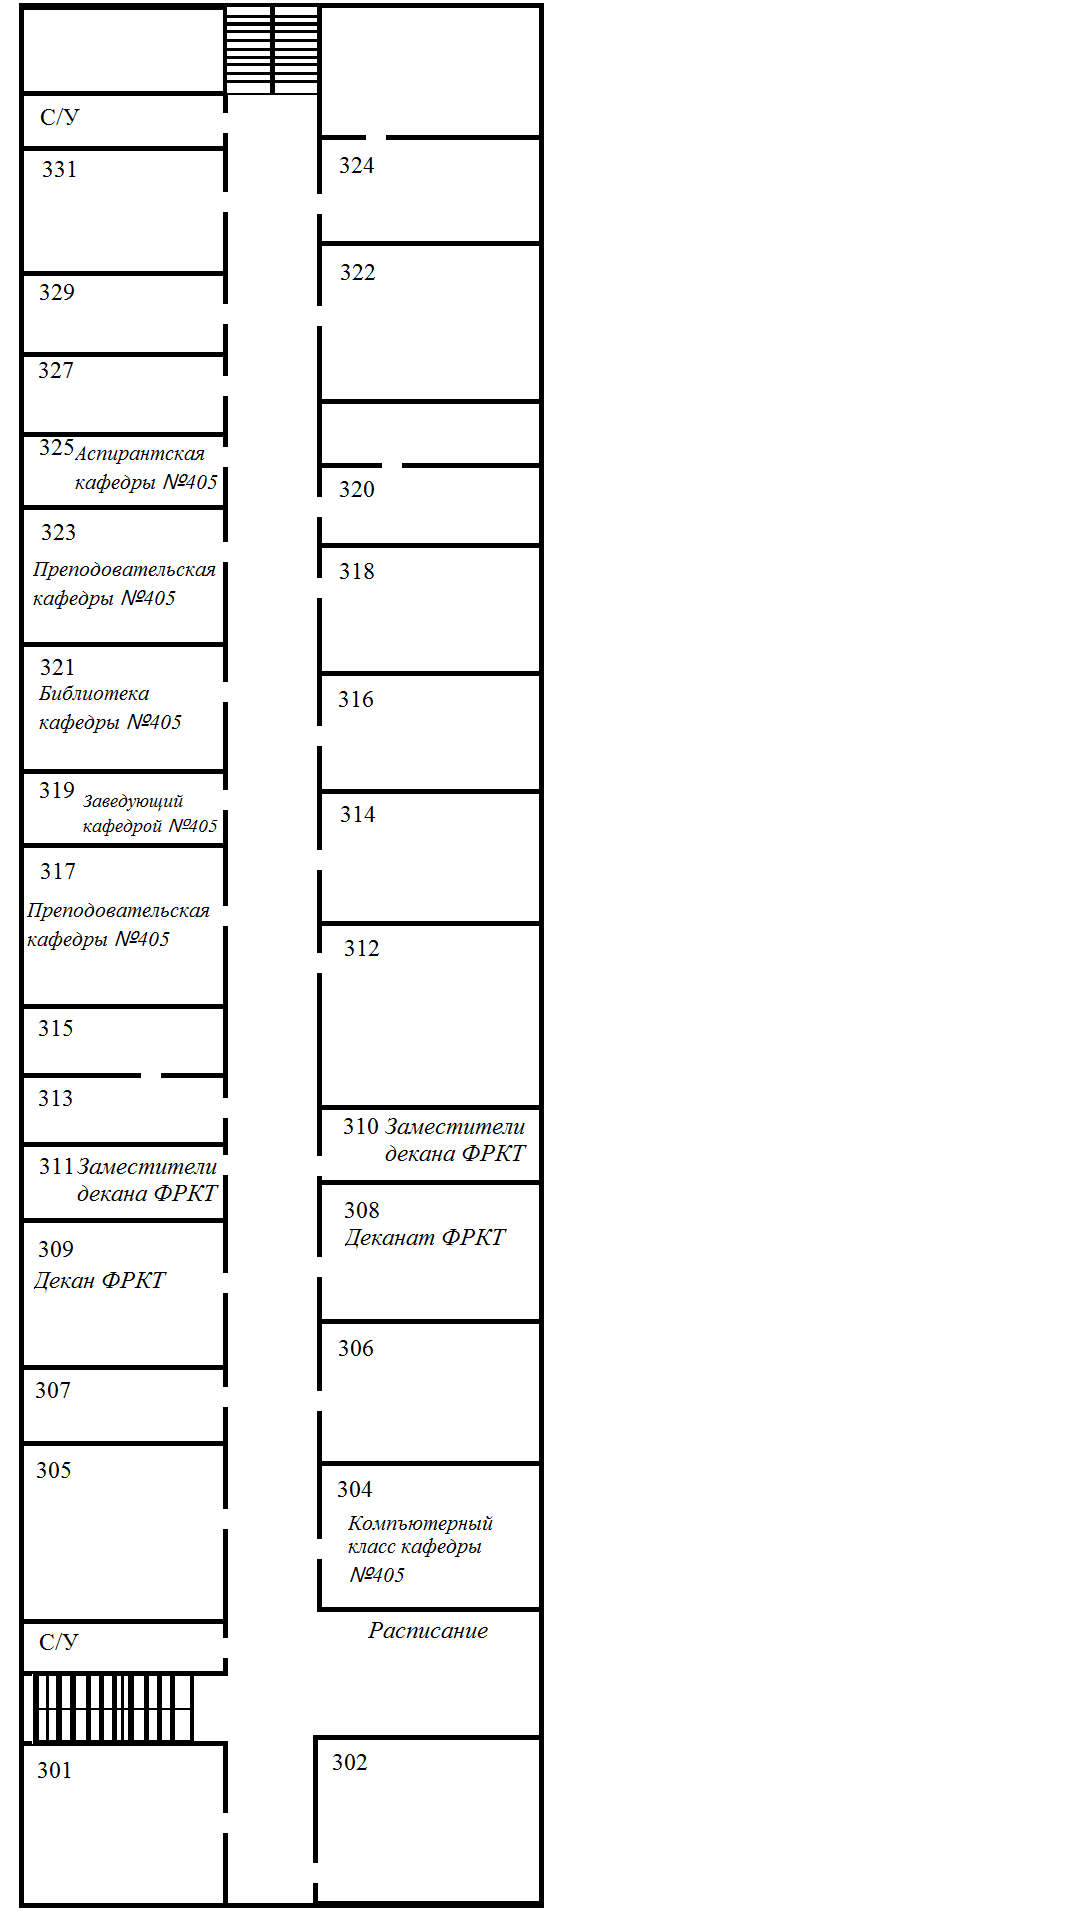 С/У
331
329
327
325 Аспирантская
кафедры №405
323
Преподовательская
кафедры №405
321
Библиотека
кафедры №405
319 Заведующий
кафедрой №405
317
Преподовательская
кафедры №405
315
313
311 Заместители
декана ФРКТ
309
Декан ФРКТ
307
305
С/У
301
324
322
320
318
316
314
312
310 Заместители
декана ФРКТ
308
Деканат ФРКТ
306
304
Компъютерный
класс кафедры
№405
Расписание
302